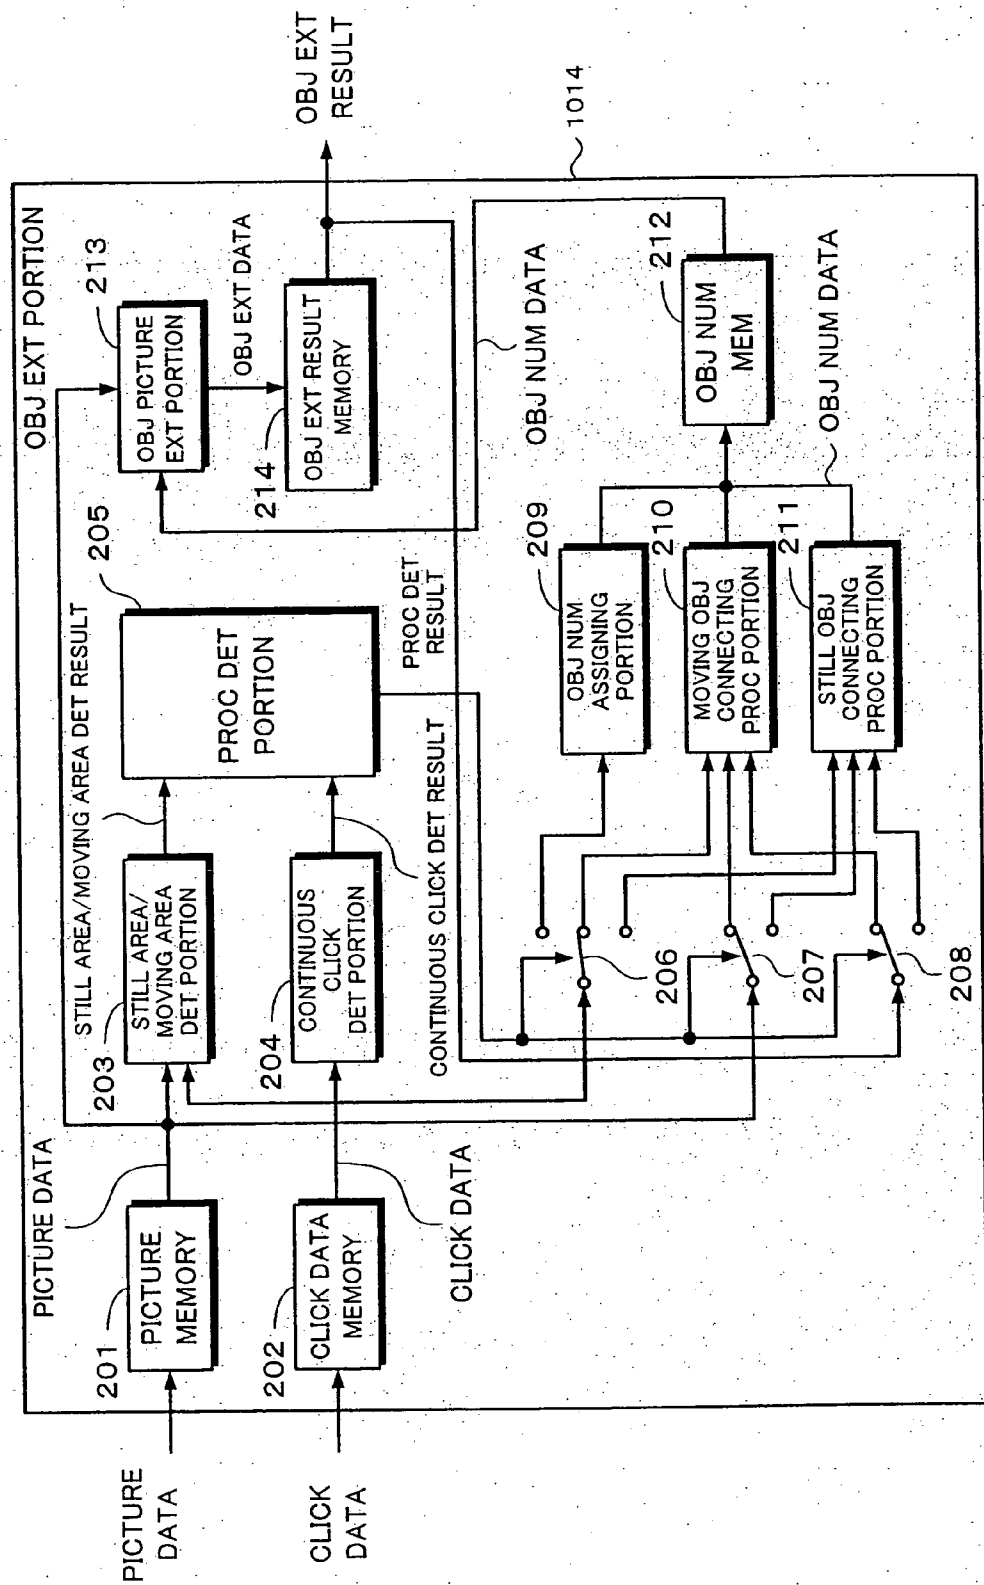 OBJ EXT PORTION
PICTURE
DATA
CLICK
DATA
PICTURE DATA
201
PICTURE
MEMORY
202
CLICK DATA
MEMORY
CLICK DATA
STILL AREA/MOVING AREA DET RESULT
203
STILL AREA/
MOVING AREA
DET PORTION
204
CONTINUOUS
CLICK
DET PORTION
CONTINUOUS CLICK DET RESULT
205
PROC DET
PORTION
PROC DET
RESULT
213
OBJ PICTURE
EXT PORTION
OBJ EXT DATA
214
OBJ EXT RESULT
MEMORY
OBJ EXT
RESULT
206
207
208
209
OBJ NUM
ASSIGNING
PORTION
210
MOVING OBJ
CONNECTING
PROC PORTION
211
STILL OBJ
CONNECTING
PROC PORTION
OBJ NUM DATA
212
OBJ NUM
MEM
OBJ NUM DATA
1014